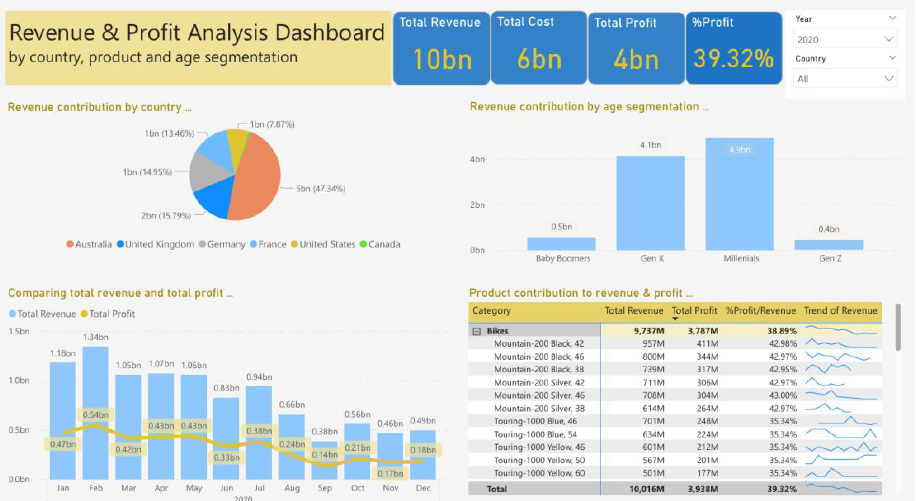 Revenue & Profit Analysis Dashboard
by country, product and age segmentation
Total Revenue
10bn
Total Cost
6bn
Total Profit
4bn
%Profit
39.32%
Year
2020
Country
All
Revenue contribution by country ...
1bn (7.87%)
1bn (13.46%)
1bn (14.95%)
5bn (47.34%)
2bn (15.79%)
Australia United Kingdom Germany France United States Canada
Revenue contribution by age segmentation ...
4bn
2bn
0bn
0.5bn
4.1bn
4.9bn
0.4bn
Baby Boomers Gen X Millenials Gen Z
Comparing total revenue and total profit ...
Total Revenue Total Profit
1.5bn
1.0bn
0.5bn
0.0bn
1.18bn 1.34bn 1.05bn 1.07bn 1.06bn 0.83bn 0.94bn 0.66bn 0.38bn 0.56bn 0.46bn 0.49bn
0.47bn 0.54bn 0.42bn 0.43bn 0.43bn 0.33bn 0.38bn 0.24bn 0.14bn 0.21bn 0.17bn 0.18bn
Jan Feb Mar Apr May Jun Jul Aug Sep Oct Nov Dec
2020
Product contribution to revenue & profit ...
Category Total Revenue Total Profit %Profit/Revenue Trend of Revenue
Bikes 9,737M 3,787M 38.89%
Mountain-200 Black, 42 957M 411M 42.98%
Mountain-200 Black, 46 800M 344M 42.97%
Mountain-200 Black, 38 739M 317M 42.95%
Mountain-200 Silver, 42 711M 306M 42.97%
Mountain-200 Silver, 46 708M 304M 43.00%
Mountain-200 Silver, 38 614M 264M 42.97%
Touring-1000 Blue, 46 701M 248M 35.34%
Touring-1000 Blue, 54 634M 224M 35.34%
Touring-1000 Yellow, 46 601M 212M 35.34%
Touring-1000 Yellow, 50 567M 201M 35.34%
Touring-1000 Yellow, 60 501M 177M 35.34%
Total 10,016M 3,938M 39.32%